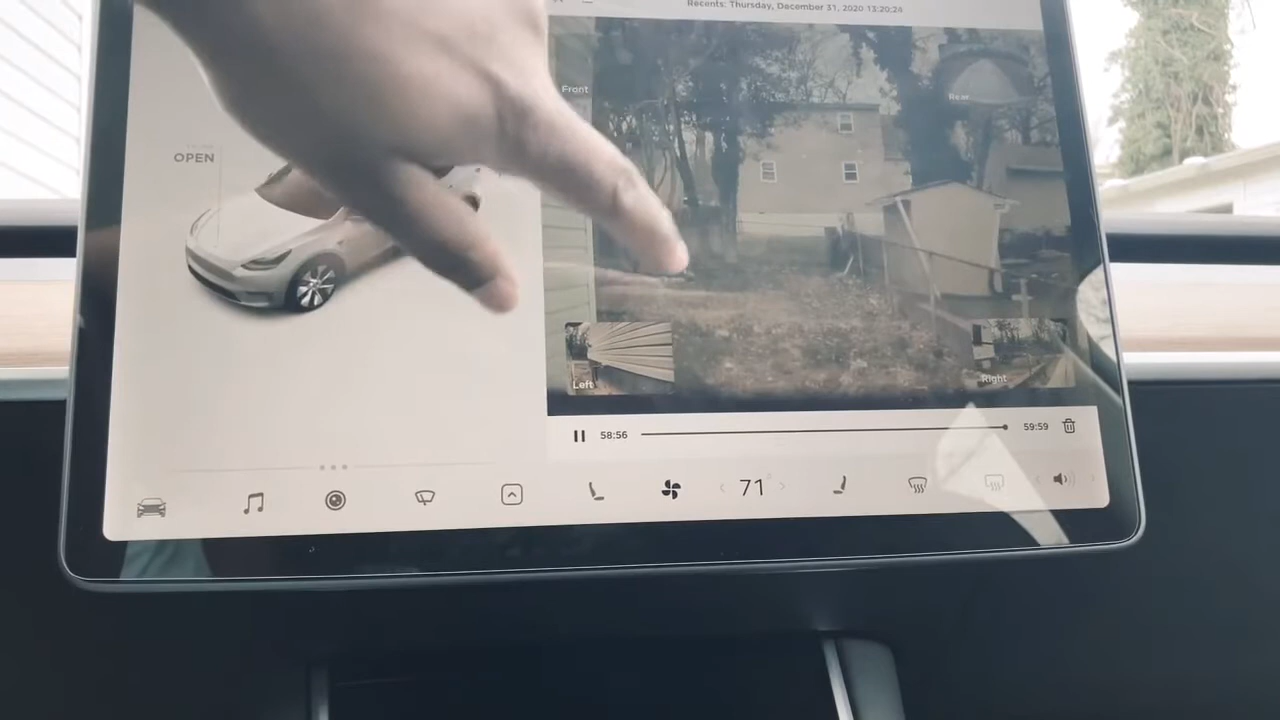 Recents: Thursday, December 31, 2020 13:20:24
Front
Rear
OPEN
Left
Right
58:56
59:59
71